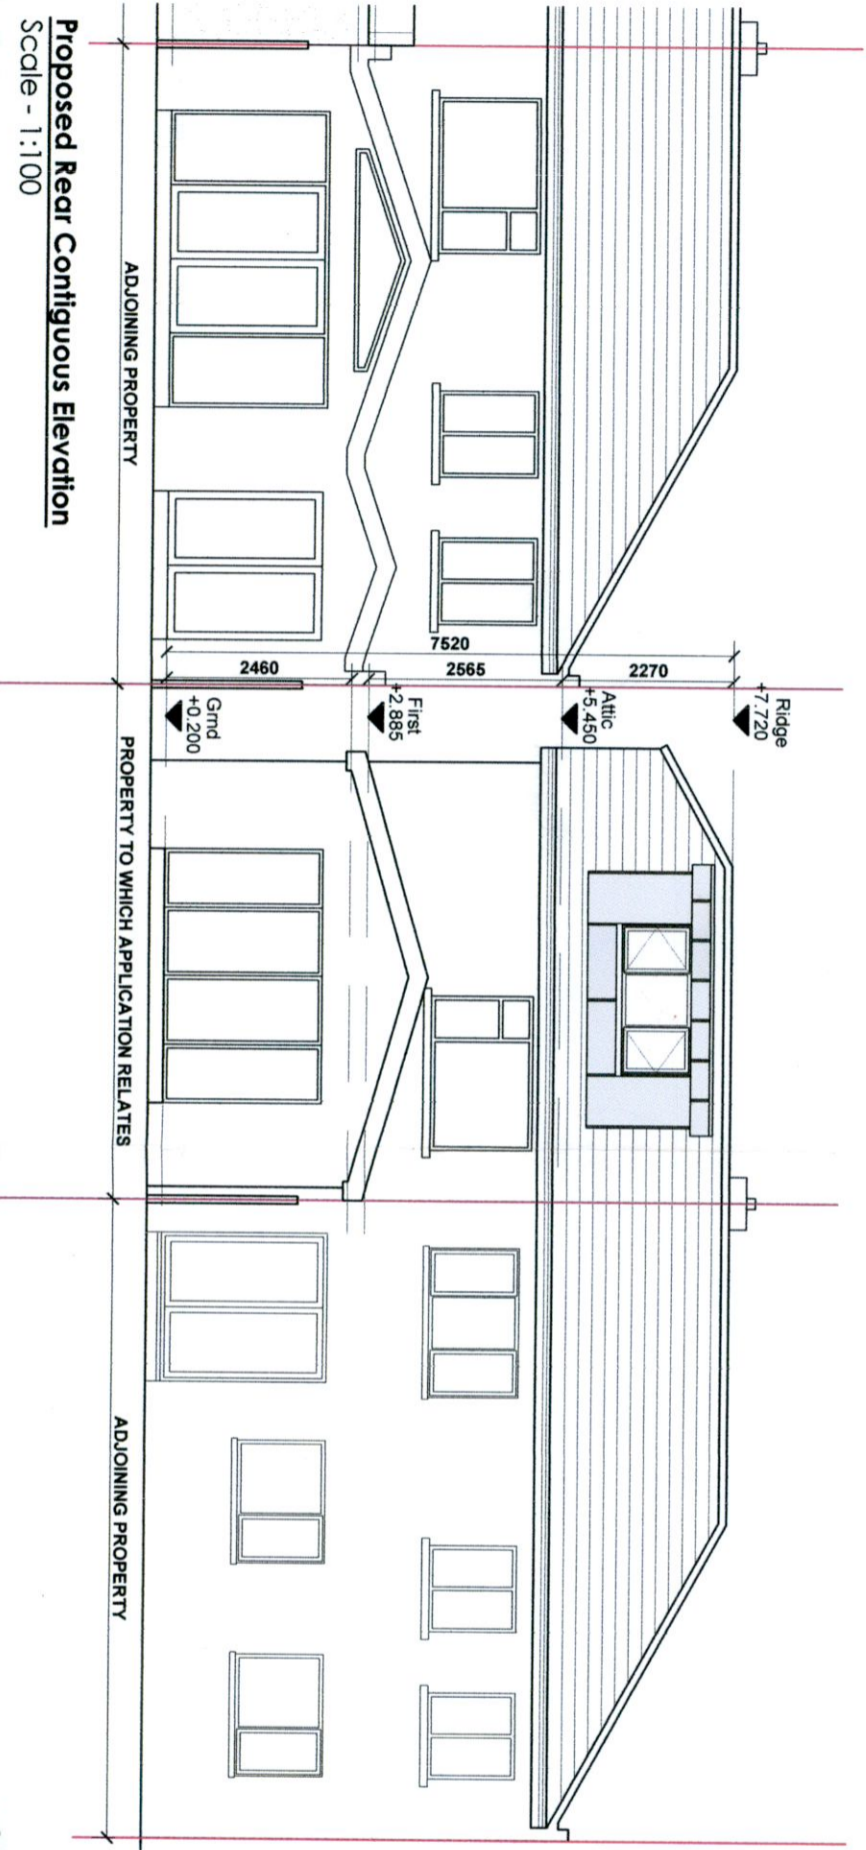 Proposed Rear Contiguous Elevation
Scale - 1:100
ADJOINING PROPERTY
PROPERTY TO WHICH APPLICATION RELATES
ADJOINING PROPERTY
7520
2460
2565
2270
Ridge
+7.720
Attic
+5.450
First
+2.885
Grnd
+0.200